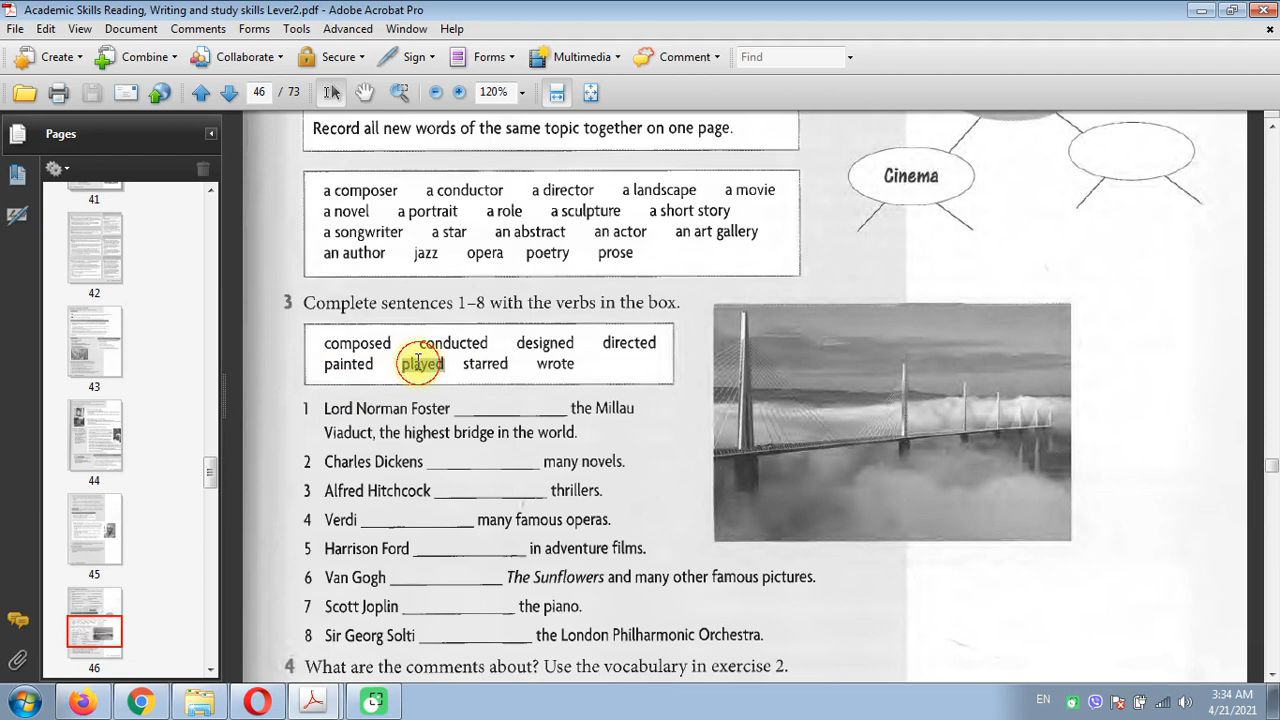 Academic Skills Reading, Writing and study skills Lever2.pdf - Adobe Acrobat Pro
File Edit View Document Comments Forms Tools Advanced Window Help
Create Combine Collaborate Secure Sign Forms Multimedia Comment Find
46 / 73 120%
Pages
41
42
43
44
45
46
Record all new words of the same topic together on one page.
Cinema
a composer a conductor a director a landscape a movie
a novel a portrait a role a sculpture a short story
a songwriter a star an abstract an actor an art gallery
an author jazz opera poetry prose
3 Complete sentences 1–8 with the verbs in the box.
composed conducted designed directed
painted played starred wrote
1 Lord Norman Foster ____________ the Millau
Viaduct, the highest bridge in the world.
2 Charles Dickens ____________ many novels.
3 Alfred Hitchcock ____________ thrillers.
4 Verdi ____________ many famous operas.
5 Harrison Ford ____________ in adventure films.
6 Van Gogh ____________ The Sunflowers and many other famous pictures.
7 Scott Joplin ____________ the piano.
8 Sir Georg Solti ____________ the London Philharmonic Orchestra.
4 What are the comments about? Use the vocabulary in exercise 2.
EN
3:34 AM
4/21/2021